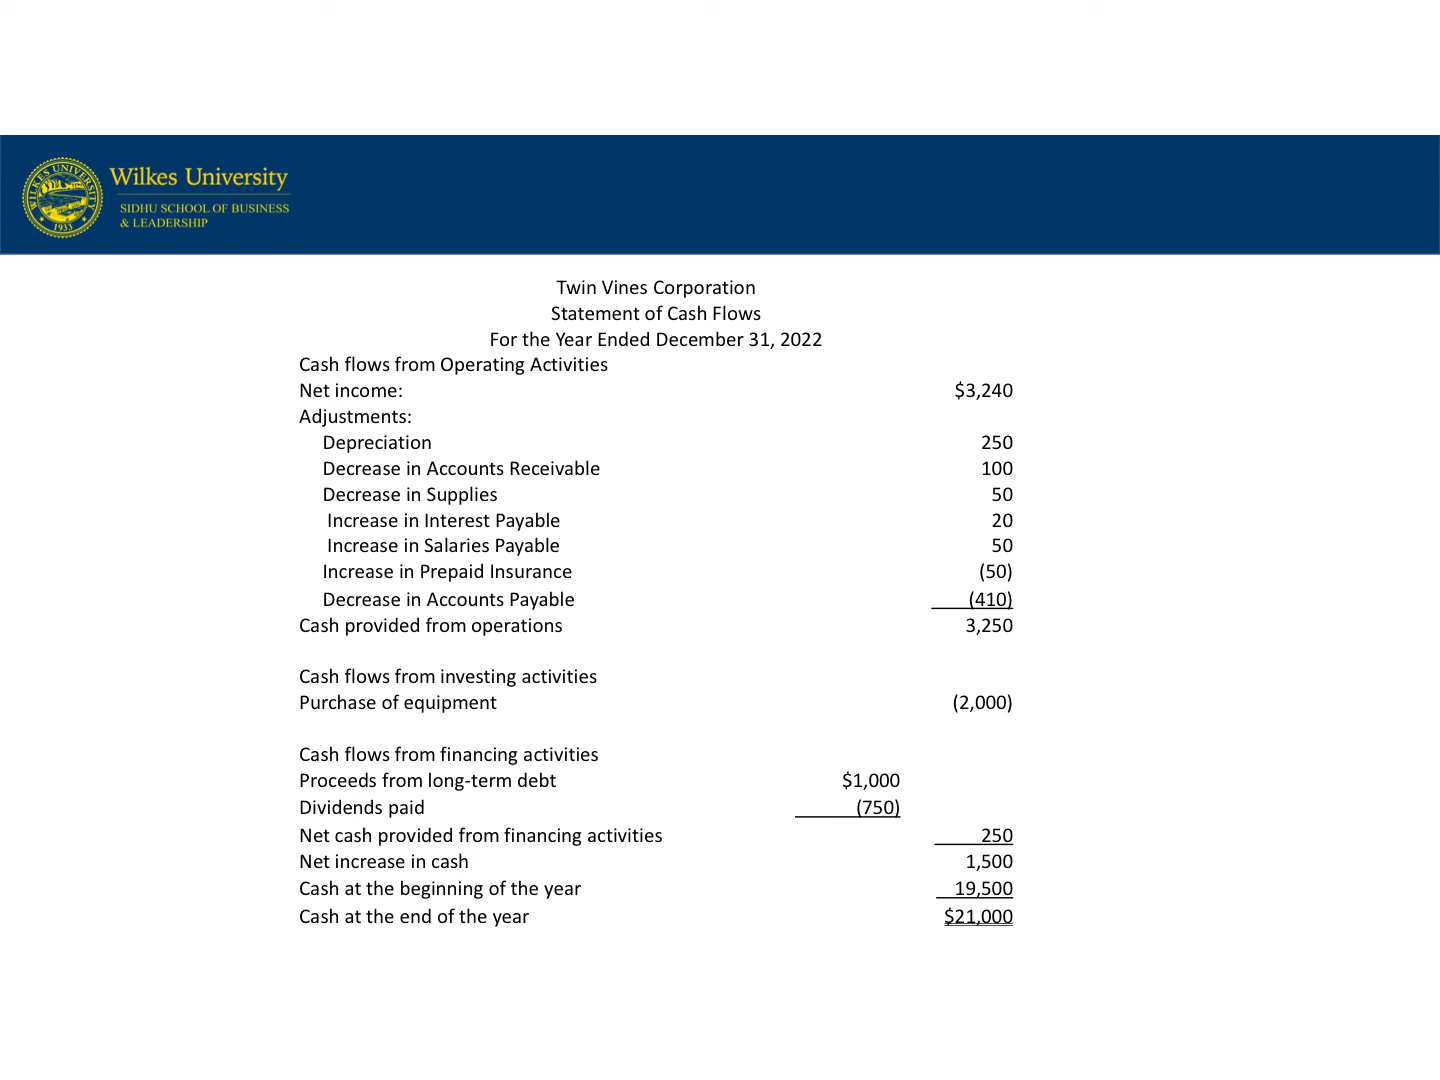 WILKES UNIVERSITY
1933
Wilkes University
SIDHU SCHOOL OF BUSINESS
& LEADERSHIP
Twin Vines Corporation
Statement of Cash Flows
For the Year Ended December 31, 2022
Cash flows from Operating Activities
Net income: $3,240
Adjustments:
Depreciation 250
Decrease in Accounts Receivable 100
Decrease in Supplies 50
Increase in Interest Payable 20
Increase in Salaries Payable 50
Increase in Prepaid Insurance (50)
Decrease in Accounts Payable (410)
Cash provided from operations 3,250
Cash flows from investing activities
Purchase of equipment (2,000)
Cash flows from financing activities
Proceeds from long-term debt $1,000
Dividends paid (750)
Net cash provided from financing activities 250
Net increase in cash 1,500
Cash at the beginning of the year 19,500
Cash at the end of the year $21,000